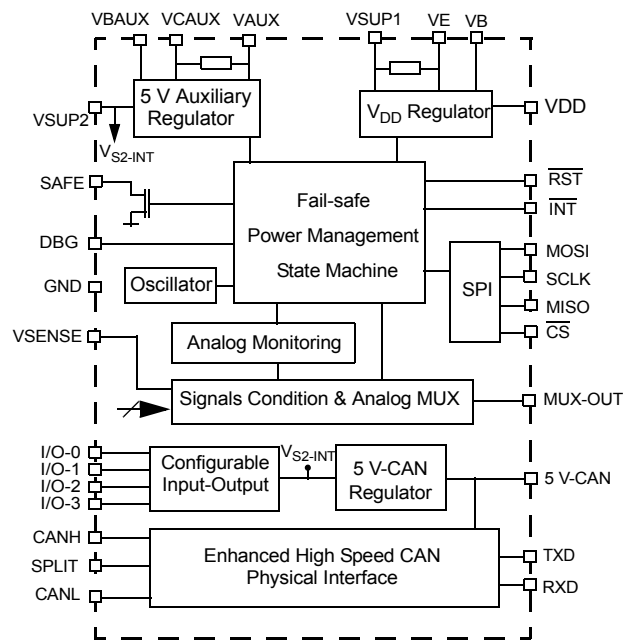 VBAUX VCAUX VAUX VSUP1 VE VB
5 V Auxiliary
Regulator
VDD Regulator
VSUP2
VDD
VS2-INT
SAFE
RST
INT
Fail-safe
Power Management
State Machine
DBG
MOSI
SCLK
MISO
CS
SPI
GND
Oscillator
VSENSE
Analog Monitoring
Signals Condition & Analog MUX
MUX-OUT
I/O-0
I/O-1
I/O-2
I/O-3
Configurable
Input-Output
VS2-INT
5 V-CAN
Regulator
5 V-CAN
CANH
SPLIT
CANL
Enhanced High Speed CAN
Physical Interface
TXD
RXD